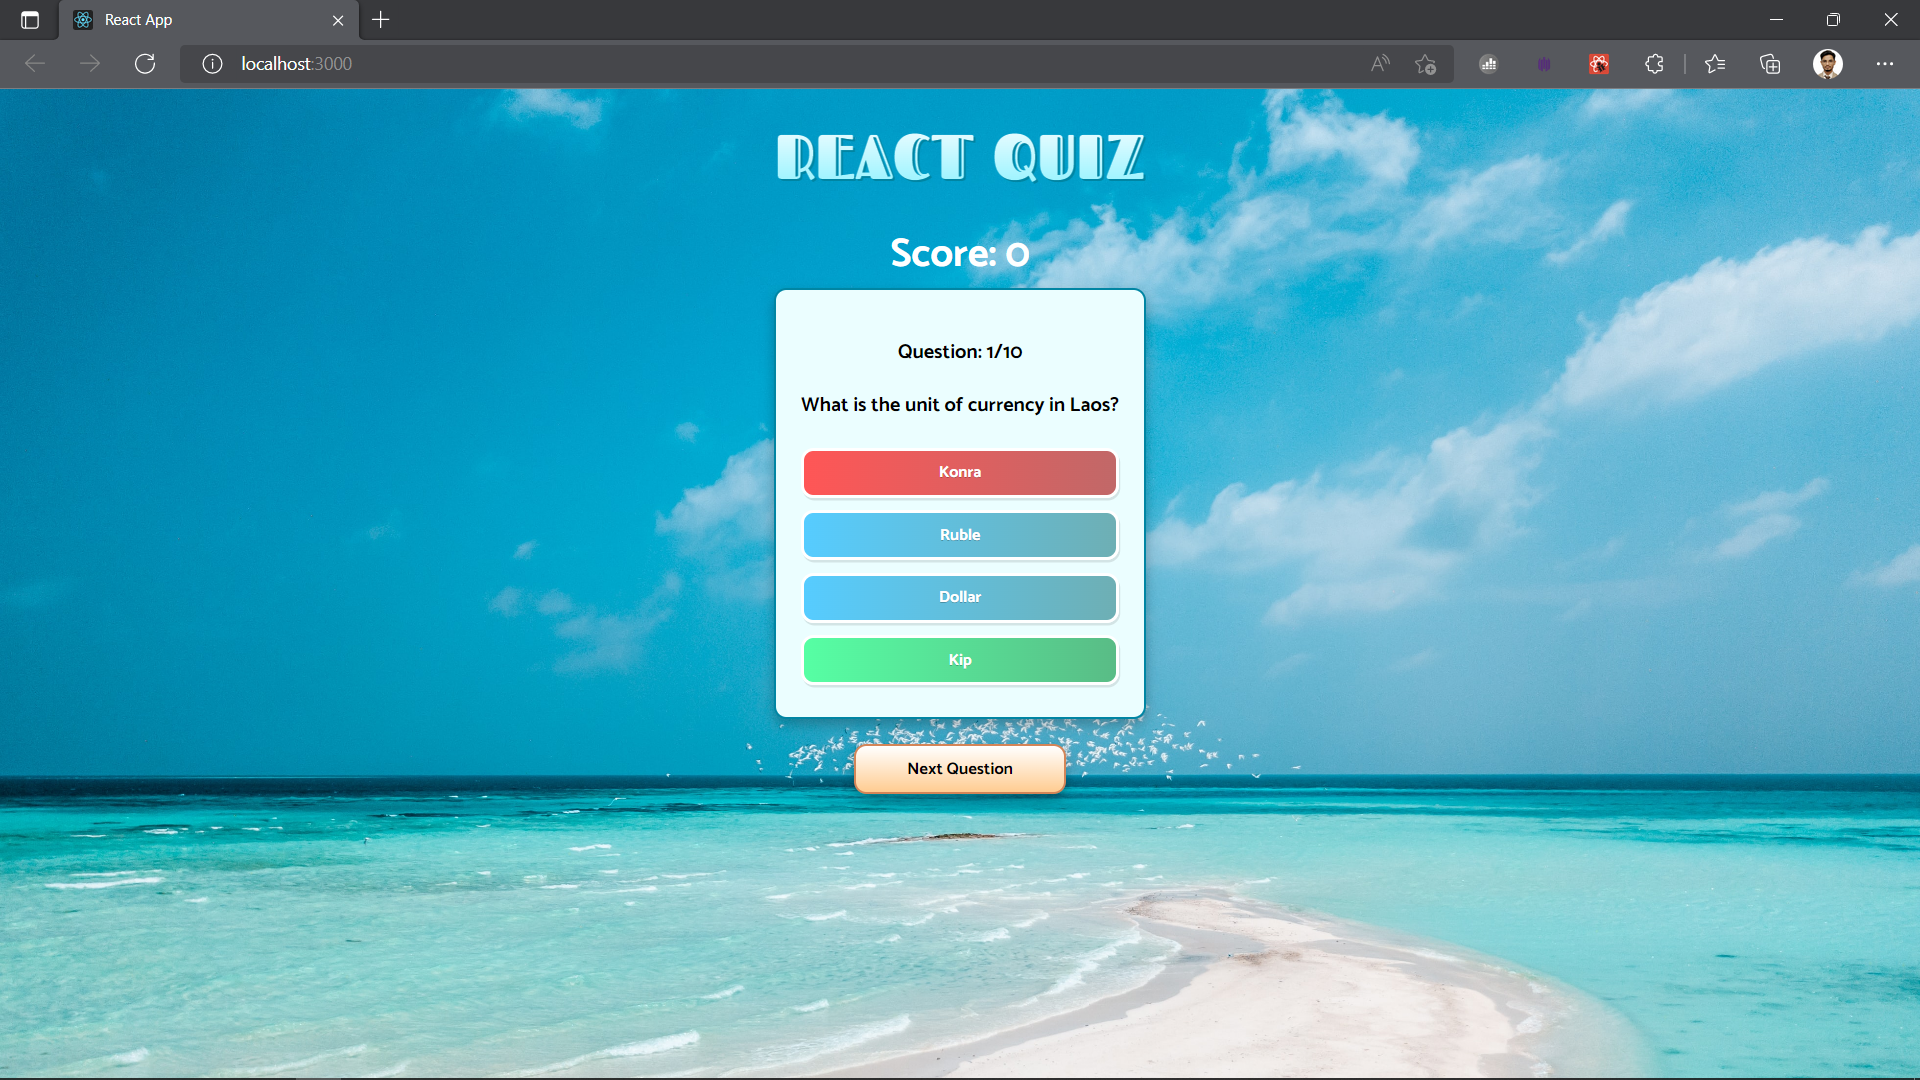 React App
localhost:3000
REACT QUIZ
Score: 0
Question: 1/10
What is the unit of currency in Laos?
Konra
Ruble
Dollar
Kip
Next Question